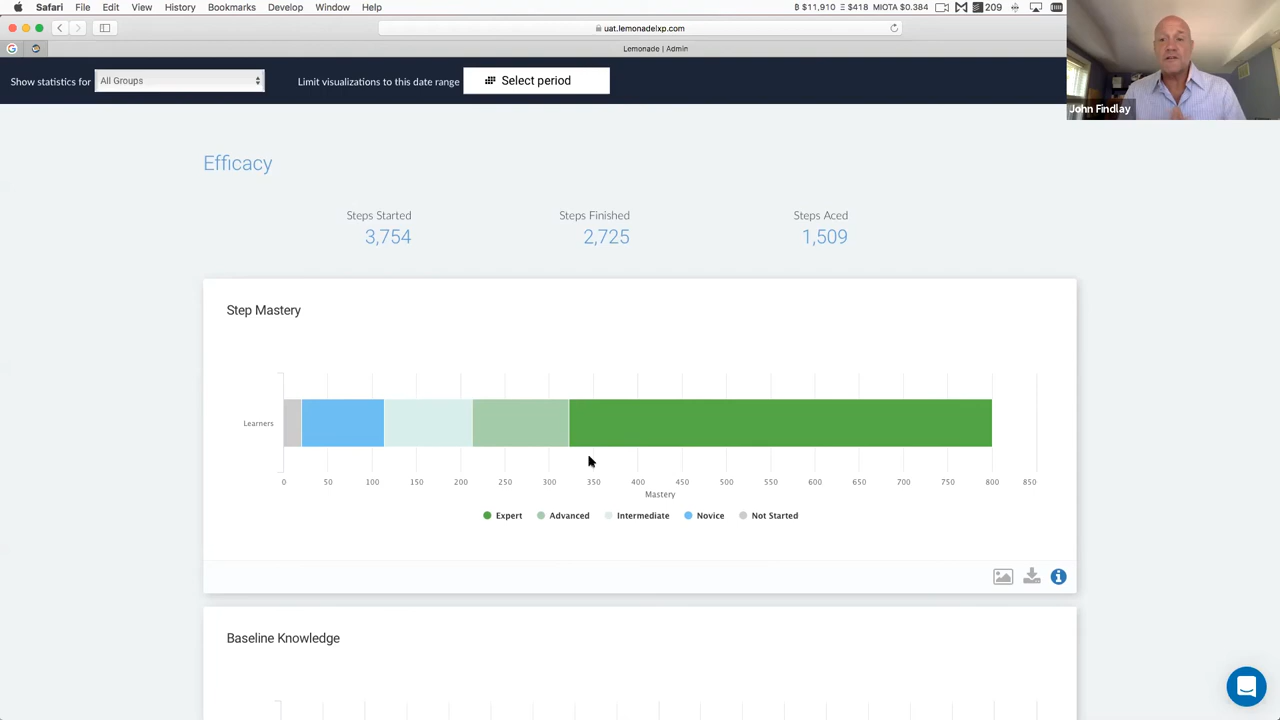 Safari File Edit View History Bookmarks Develop Window Help
₿ $11,910 Ξ $418 MIOTA $0.384 209
uat.lemonadelxp.com
Lemonade | Admin
Show statistics for All Groups Limit visualizations to this date range Select period
John Findlay
Efficacy
Steps Started Steps Finished Steps Aced
3,754 2,725 1,509
Step Mastery
Learners
0 50 100 150 200 250 300 350 400 450 500 550 600 650 700 750 800 850
Mastery
Expert Advanced Intermediate Novice Not Started
Baseline Knowledge